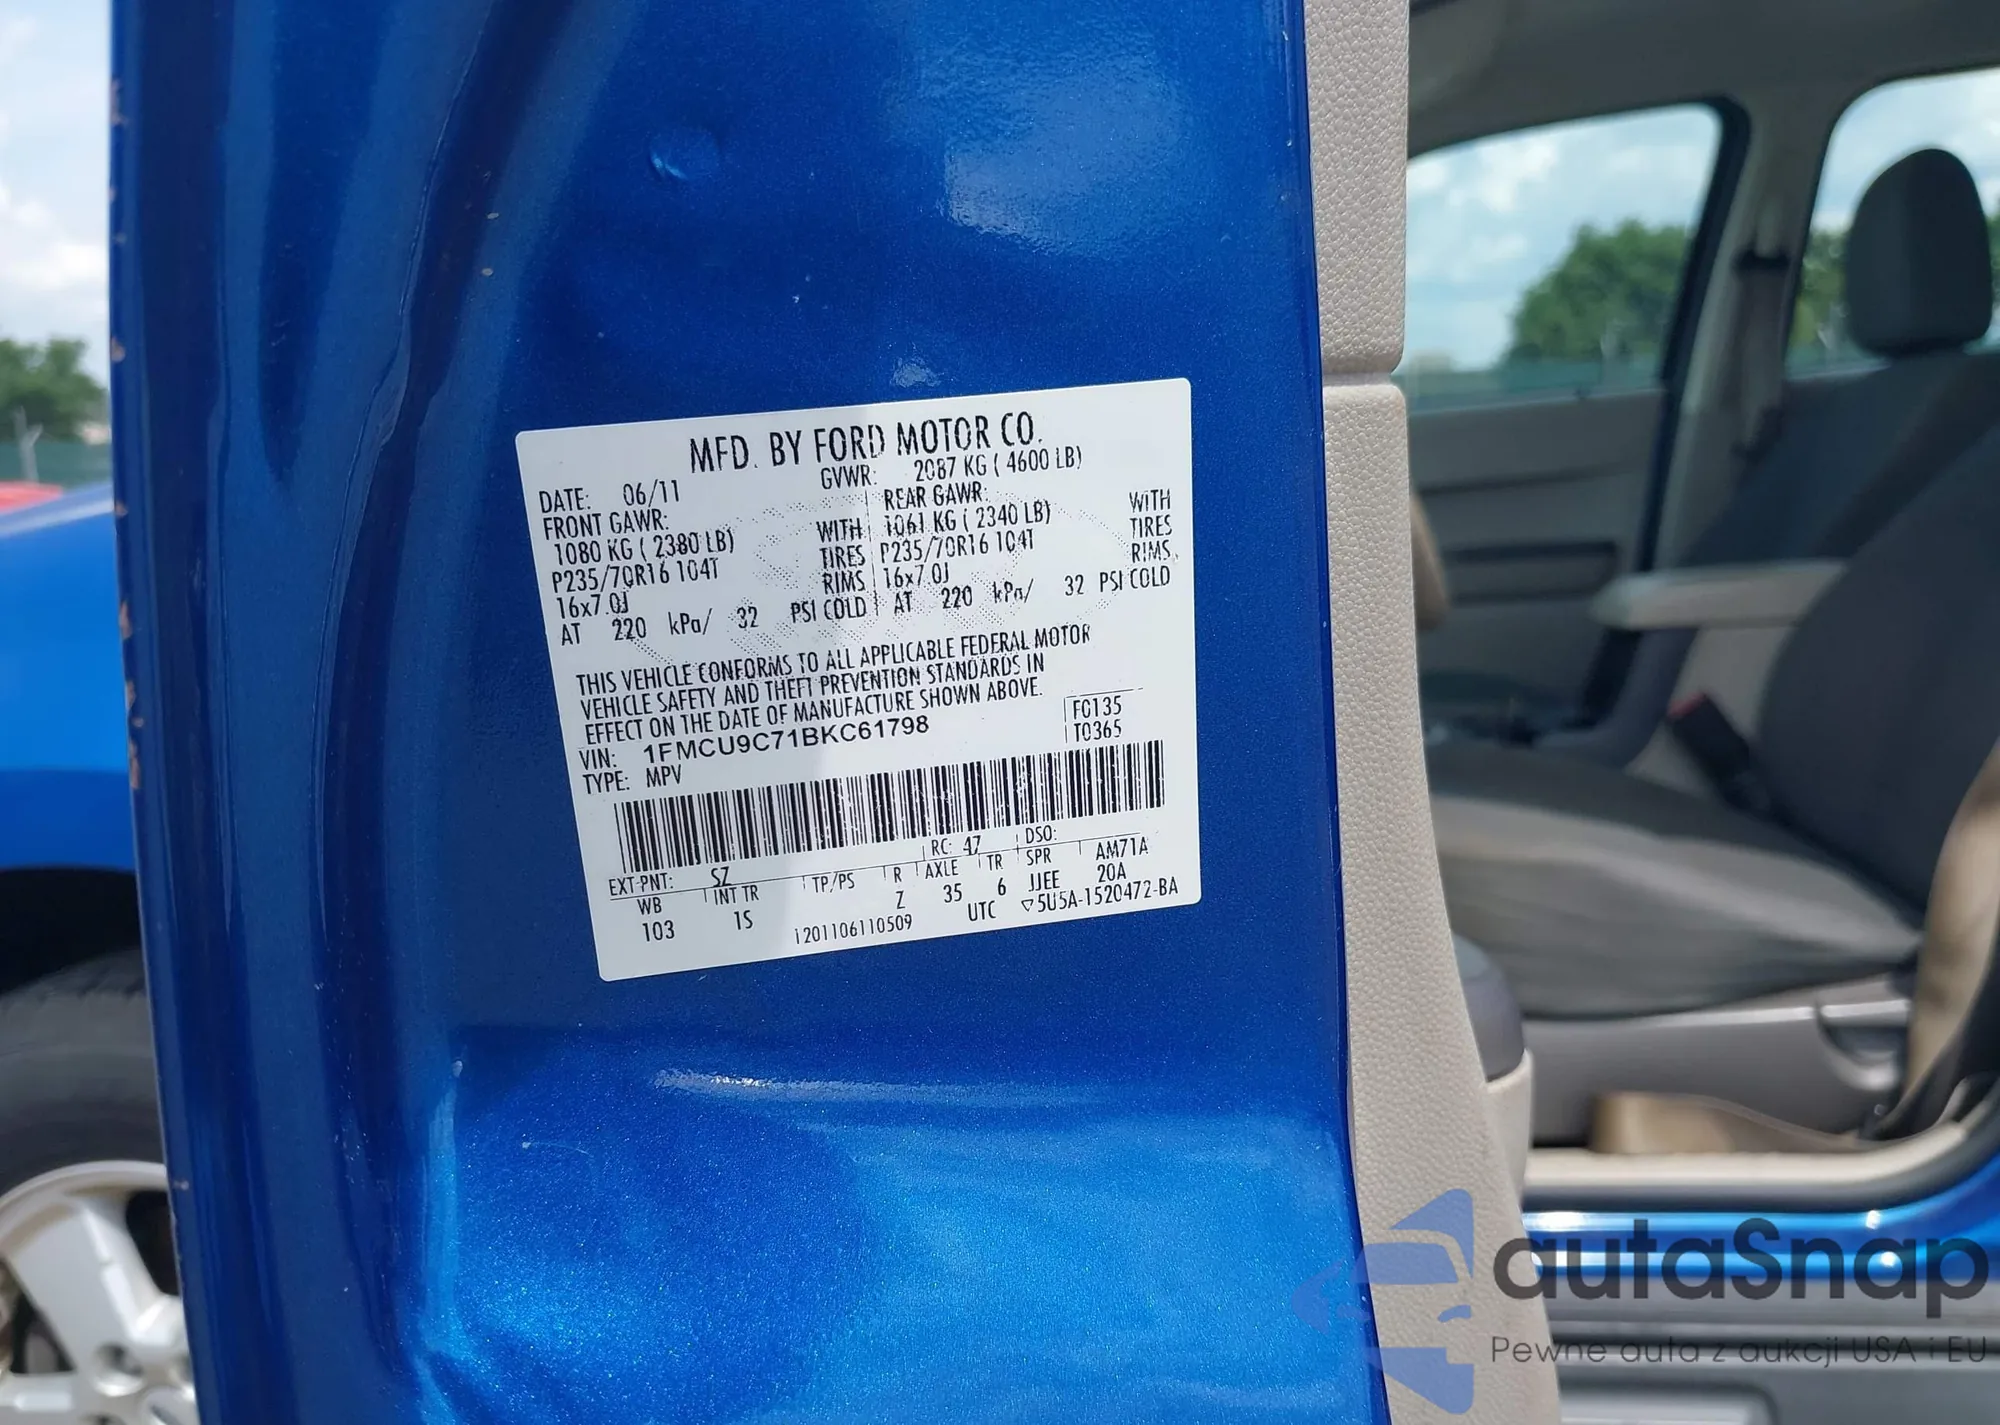 MFD. BY FORD MOTOR CO.
DATE: 06/11 GVWR: 2087 KG ( 4600 LB)
FRONT GAWR: REAR GAWR:
1080 KG ( 2380 LB) WITH 1061 KG ( 2340 LB) WITH
P235/70R16 104T TIRES P235/70R16 104T TIRES
16x7.0J RIMS 16x7.0J RIMS
AT 220 kPa/ 32 PSI COLD AT 220 kPa/ 32 PSI COLD
THIS VEHICLE CONFORMS TO ALL APPLICABLE FEDERAL MOTOR
VEHICLE SAFETY AND THEFT PREVENTION STANDARDS IN
EFFECT ON THE DATE OF MANUFACTURE SHOWN ABOVE.
VIN: 1FMCU9C71BKC61798 F0135
TYPE: MPV T0365
EXT PNT: SZ RC: 47 DSO:
WB INT TR TP/PS R AXLE TR SPR AM71A
103 1S Z 35 6 JJEE 20A
i201106110509 UTC ▽5U5A-1520472-BA
autaSnap
Pewne auta z aukcji USA i EU